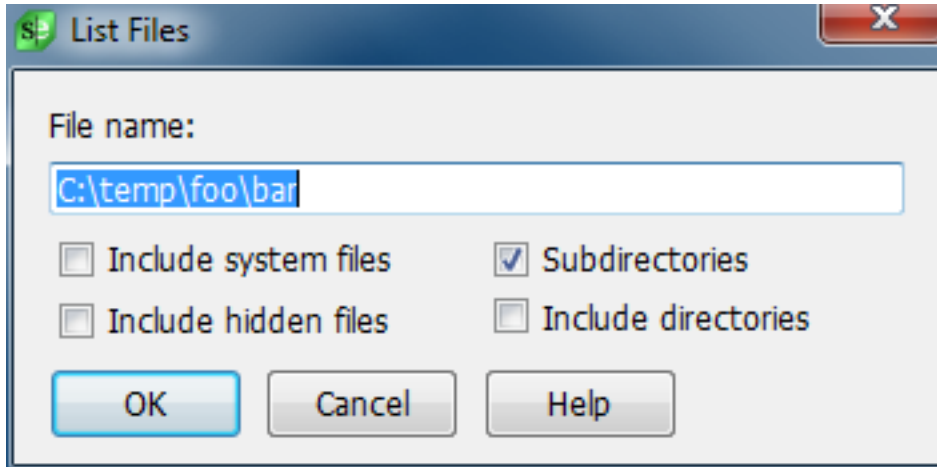 List Files
File name:
C:\temp\foo\bar
Include system files
Subdirectories
Include hidden files
Include directories
OK
Cancel
Help